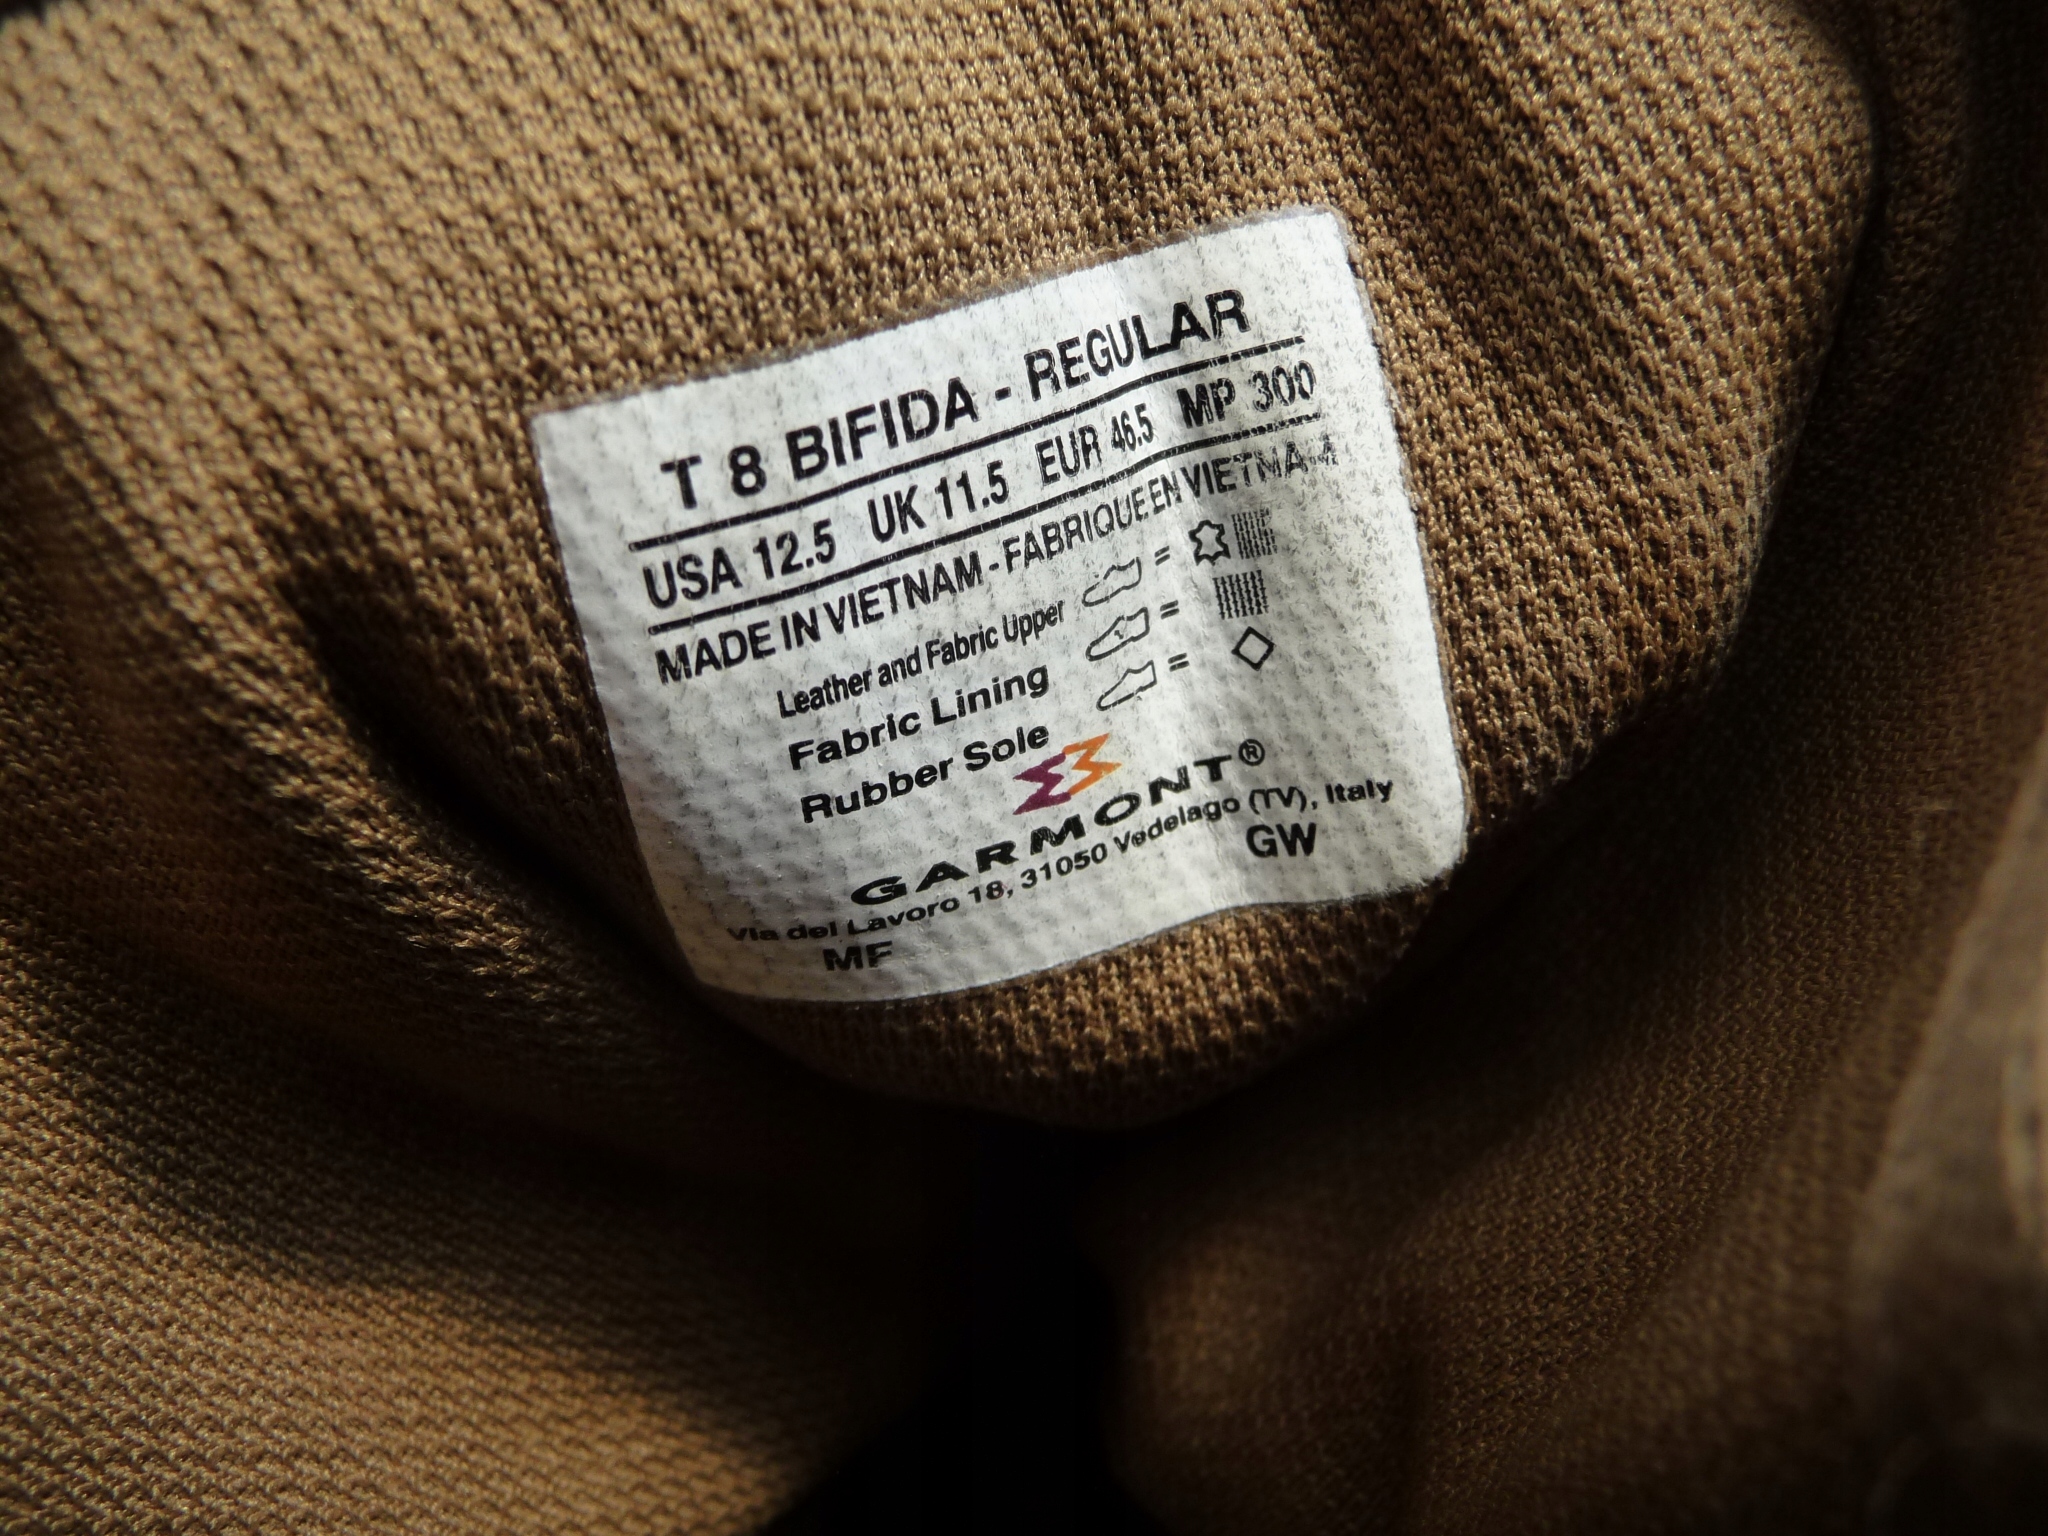 T 8 BIFIDA - REGULAR
USA 12.5 UK 11.5 EUR 46.5 MP 300
MADE IN VIETNAM - FABRIQUE EN VIETNAM
Leather and Fabric Upper =
Fabric Lining =
Rubber Sole =
GARMONT®
Via del Lavoro 18, 31050 Vedelago (TV), Italy
MF GW